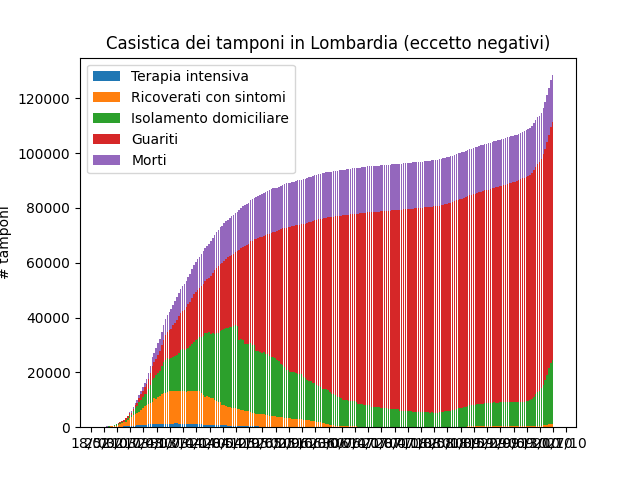 Casistica dei tamponi in Lombardia (eccetto negativi)
Terapia intensiva
Ricoverati con sintomi
Isolamento domiciliare
Guariti
Morti
120000
100000
80000
60000
40000
20000
0
# tamponi